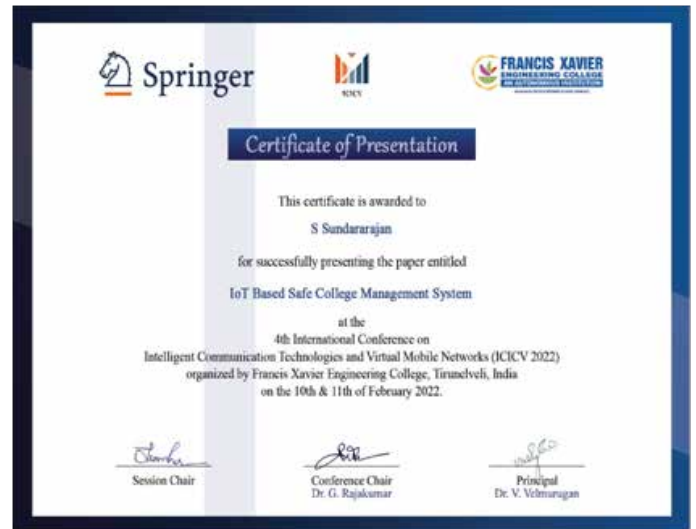 Springer
ICICV
FRANCIS XAVIER
ENGINEERING COLLEGE
AN AUTONOMOUS INSTITUTION
Certificate of Presentation
This certificate is awarded to
S Sundararajan
for successfully presenting the paper entitled
IoT Based Safe College Management System
at the
4th International Conference on
Intelligent Communication Technologies and Virtual Mobile Networks (ICICV 2022)
organized by Francis Xavier Engineering College, Tirunelveli, India
on the 10th & 11th of February 2022.
Session Chair
Conference Chair
Dr. G. Rajakumar
Principal
Dr. V. Velmurugan